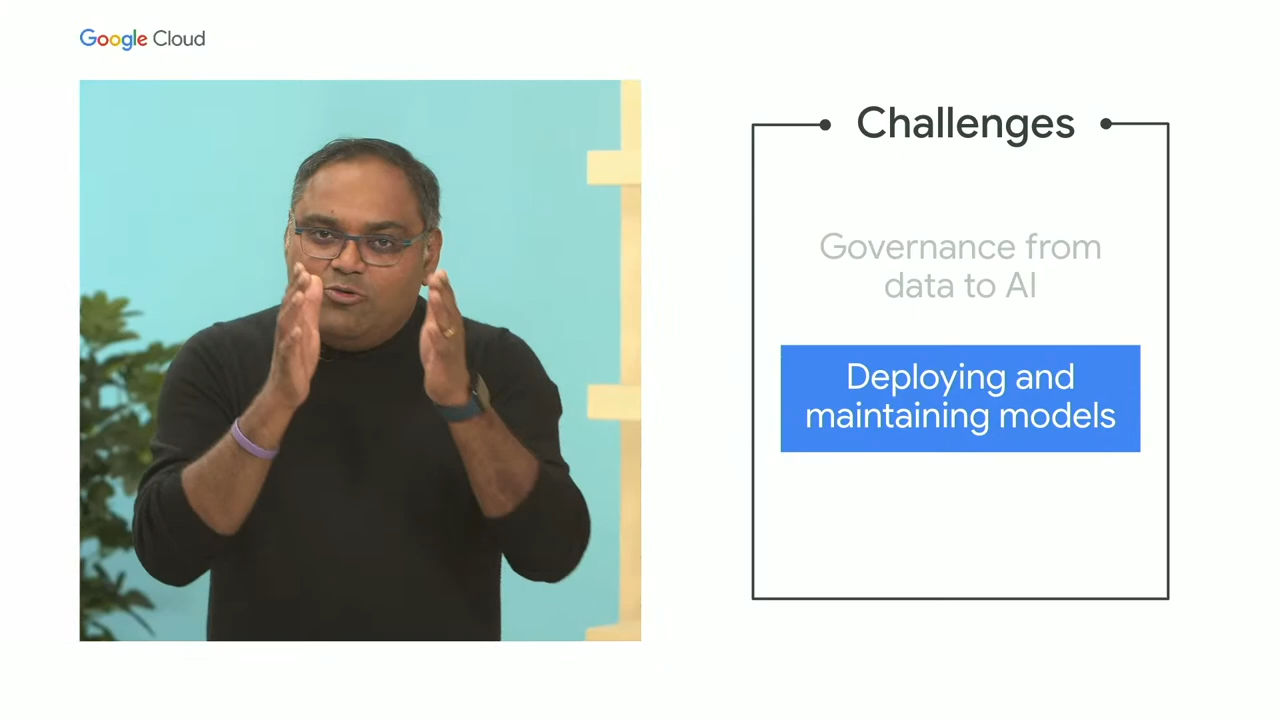 Google Cloud
Challenges
Governance from
data to AI
Deploying and
maintaining models